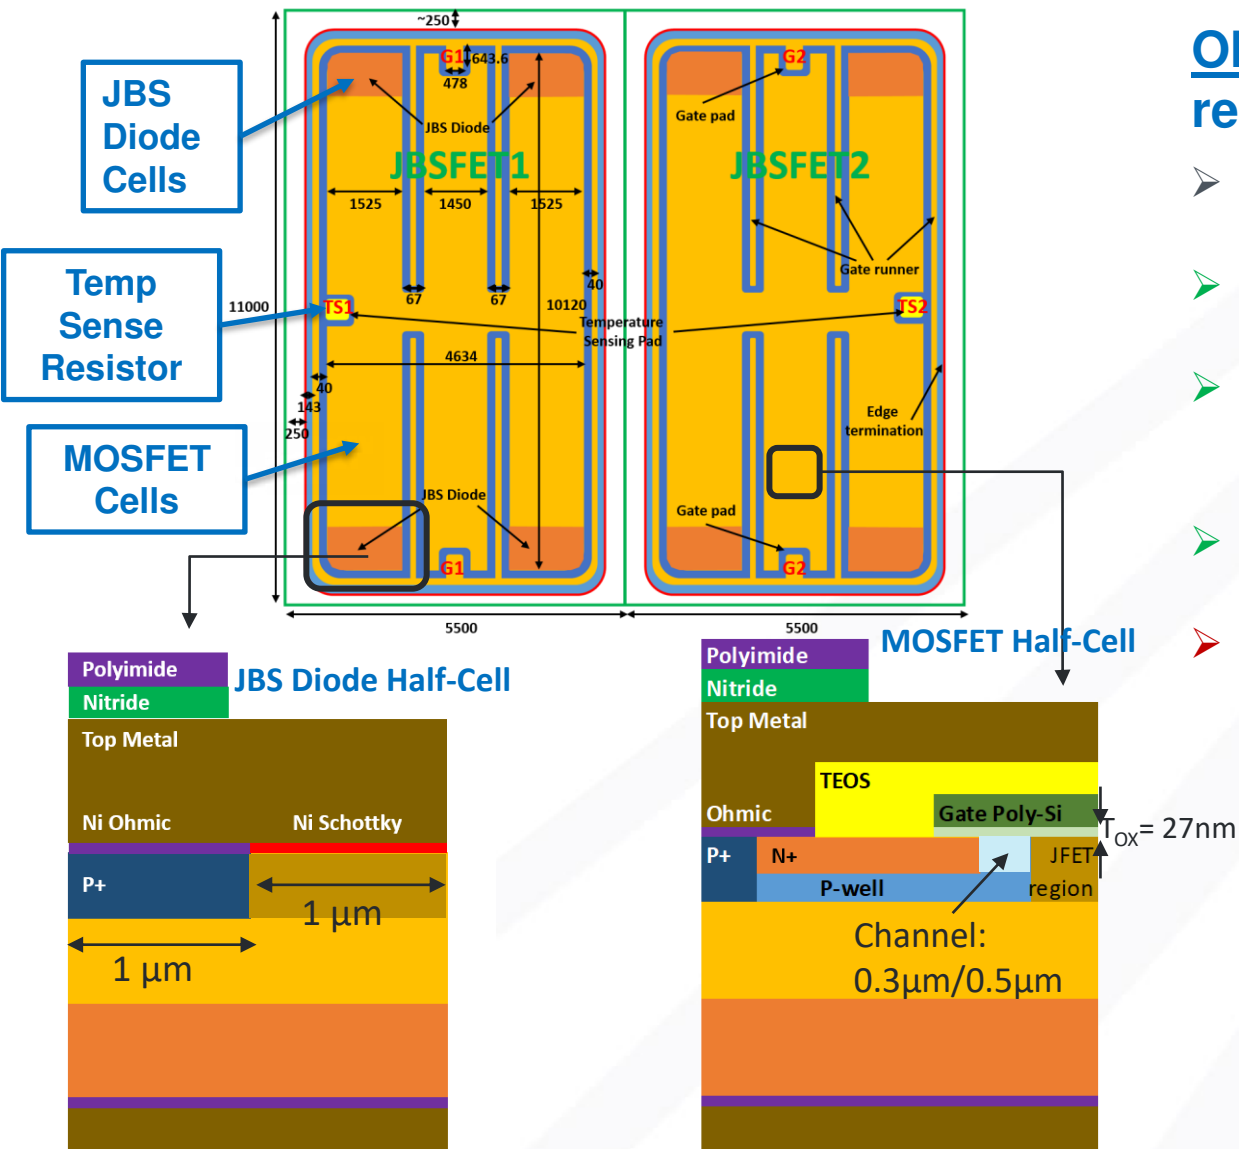 ~250
G1
643.6
478
JBS Diode
JBSFET1
1525
1450
1525
67
67
40
11000
TS1
10120
Temperature
Sensing Pad
4634
40
143
250
JBS Diode
G1
5500
G2
Gate pad
JBSFET2
Gate runner
TS2
Edge
termination
Gate pad
G2
5500
JBS
Diode
Cells
Temp
Sense
Resistor
MOSFET
Cells
re
Polyimide
Nitride
JBS Diode Half-Cell
Top Metal
Ni Ohmic
Ni Schottky
P+
1 µm
1 µm
MOSFET Half-Cell
Polyimide
Nitride
Top Metal
TEOS
Ohmic
Gate Poly-Si
TOX= 27nm
P+
N+
JFET
region
P-well
Channel:
0.3µm/0.5µm